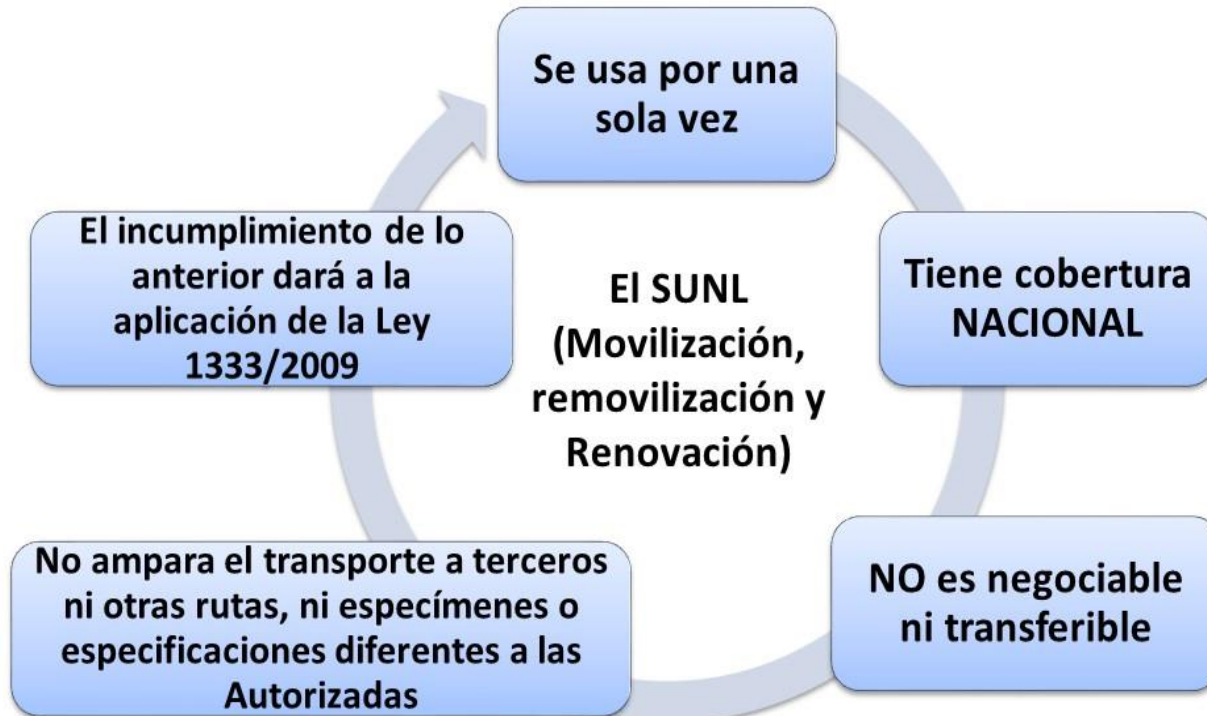 Se usa por una
sola vez
Tiene cobertura
NACIONAL
NO es negociable
ni transferible
No ampara el transporte a terceros
ni otras rutas, ni especímenes o
especificaciones diferentes a las
Autorizadas
El incumplimiento de lo
anterior dará a la
aplicación de la Ley
1333/2009
El SUNL
(Movilización,
removilización y
Renovación)